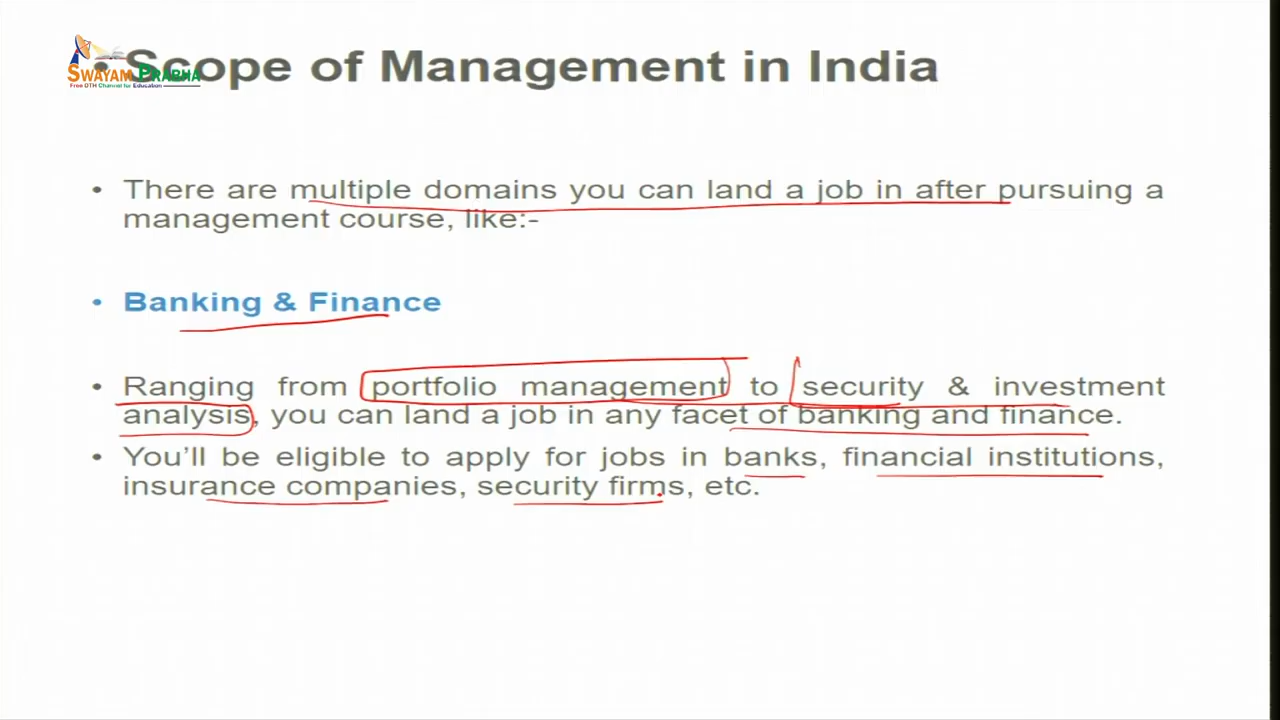 • Scope of Management in India
SWAYAM PRABHA
Free DTH Channel for Education
• There are multiple domains you can land a job in after pursuing a
management course, like:-
• Banking & Finance
• Ranging from portfolio management to security & investment
analysis, you can land a job in any facet of banking and finance.
• You'll be eligible to apply for jobs in banks, financial institutions,
insurance companies, security firms, etc.